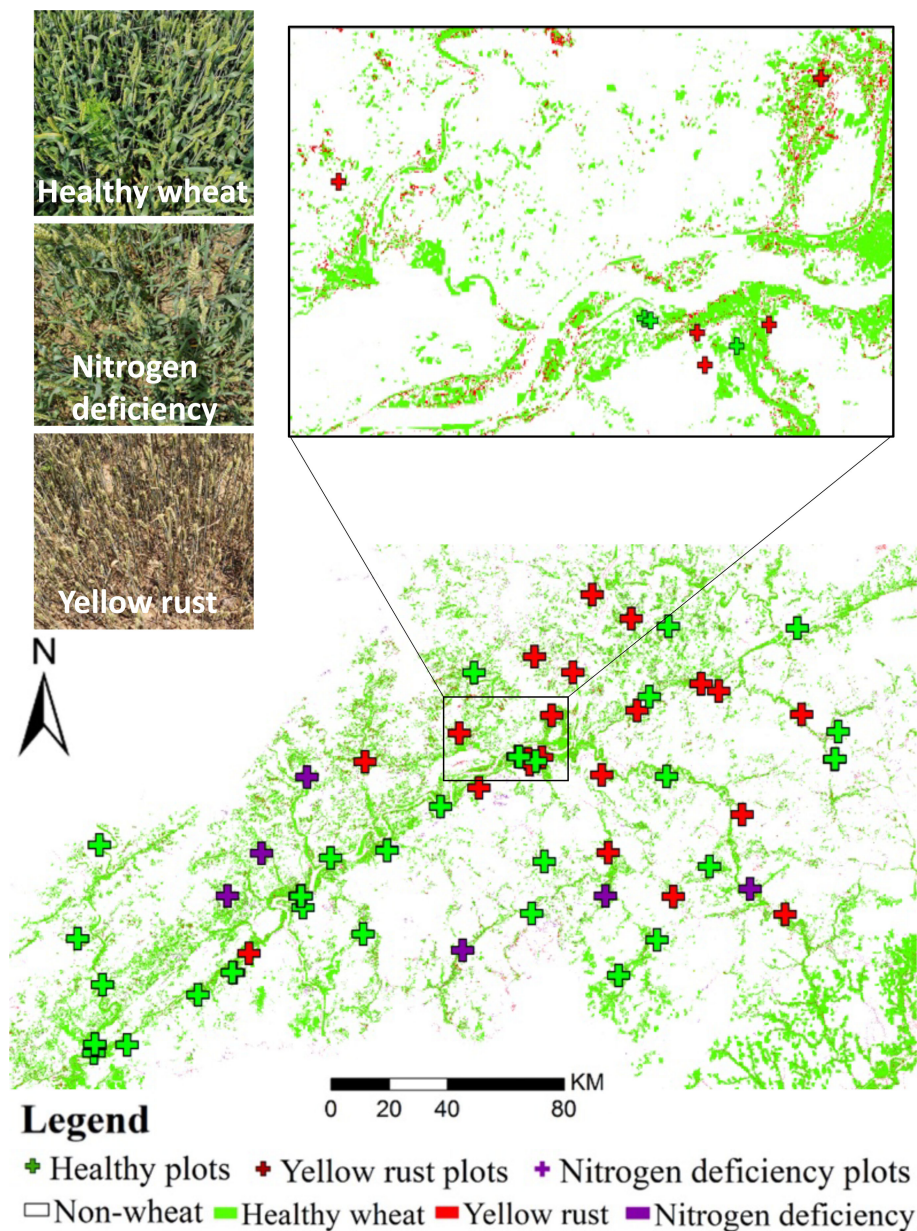 Healthy wheat
Nitrogen
deficiency
Yellow rust
N
KM
0 20 40 80
Legend
Healthy plots Yellow rust plots Nitrogen deficiency plots
Non-wheat Healthy wheat Yellow rust Nitrogen deficiency